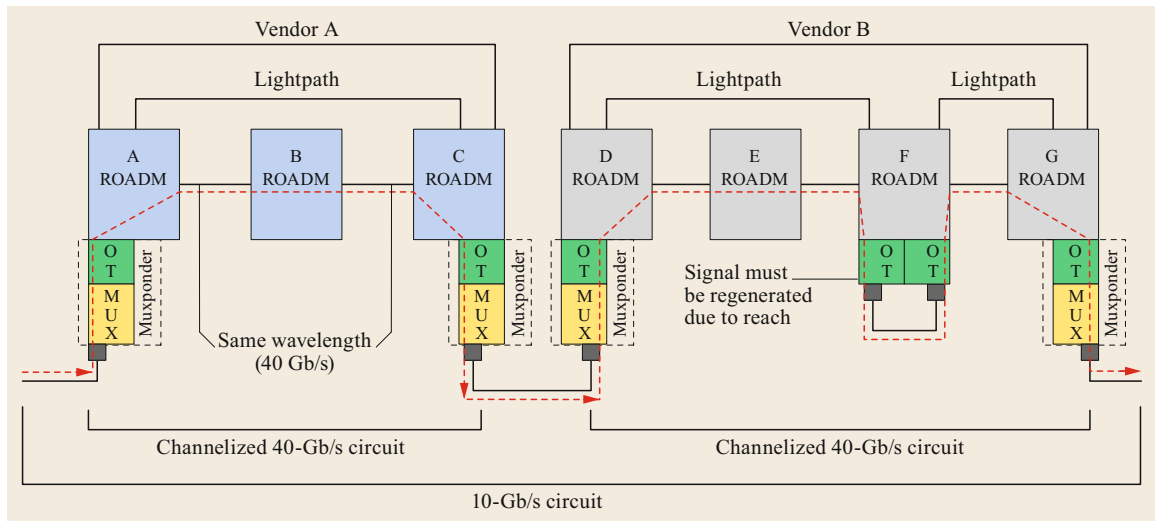 Vendor A
Vendor B
Lightpath
Lightpath
Lightpath
A
ROADM
B
ROADM
C
ROADM
D
ROADM
E
ROADM
F
ROADM
G
ROADM
OT
MUX
Muxponder
OT
MUX
Muxponder
OT
MUX
Muxponder
OT
OT
OT
MUX
Muxponder
Signal must
be regenerated
due to reach
Same wavelength
(40 Gb/s)
Channelized 40-Gb/s circuit
Channelized 40-Gb/s circuit
10-Gb/s circuit